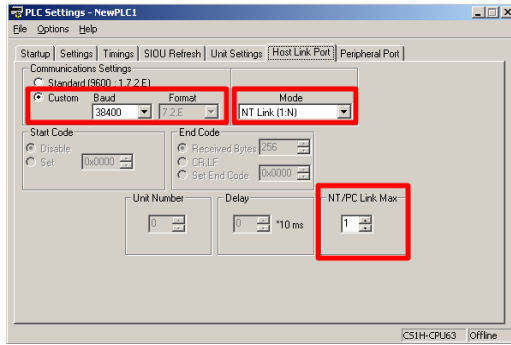 PLC Settings - NewPLC1
File Options Help
Startup Settings Timings SIOU Refresh Unit Settings Host Link Port Peripheral Port
Communications Settings
Standard (9600 ; 1,7,2,E)
Custom Baud Format Mode
38400 7,2,E NT Link (1:N)
Start Code End Code
Disable Received Bytes 256
Set 0x0000 CR,LF
Set End Code 0x0000
Unit Number Delay NT/PC Link Max
0 0 *10 ms 1
CS1H-CPU63 Offline